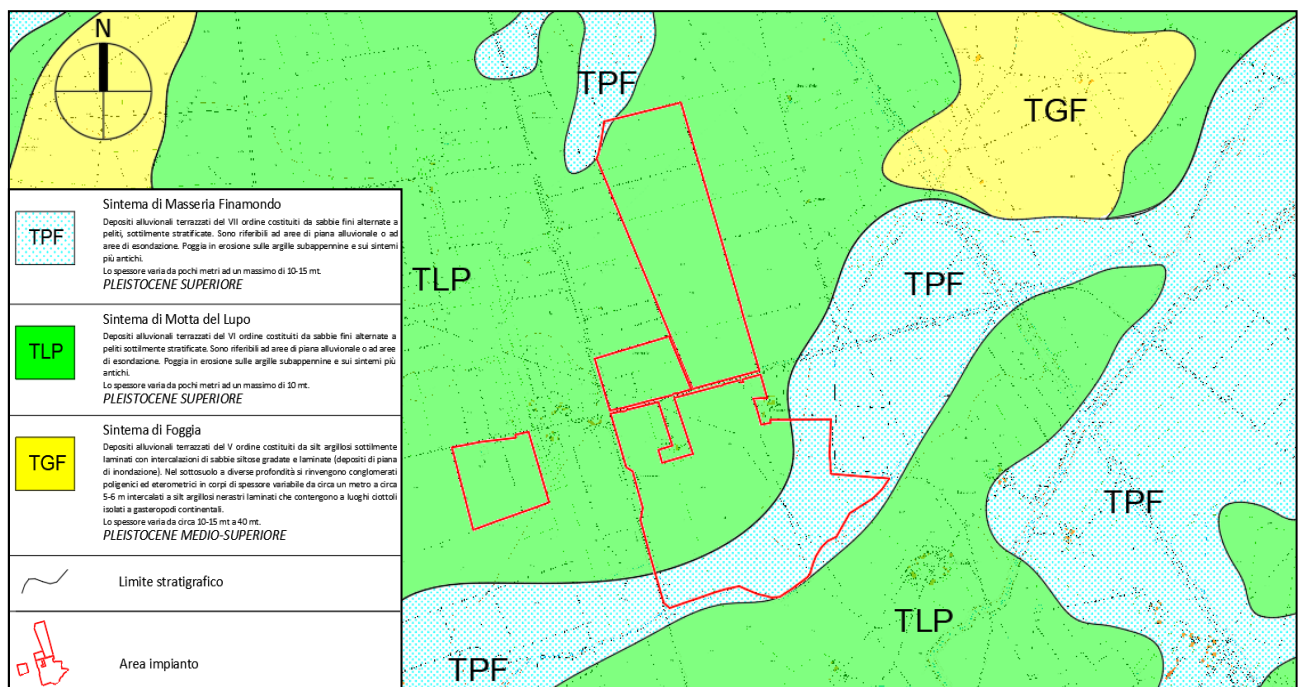 N
TPF
TGF
TLP
TPF
TPF
TLP
TPF
TPF
Sintema di Masseria Finamondo
Depositi alluvionali terrazzati del VII ordine costituiti da sabbie fini alternate a
peliti, sottilmente stratificate. Sono riferibili ad aree di piana alluvionale o ad
aree di esondazione. Poggia in erosione sulle argille subappennine e sui sintemi
più antichi.
Lo spessore varia da pochi metri ad un massimo di 10-15 mt.
PLEISTOCENE SUPERIORE
TLP
Sintema di Motta del Lupo
Depositi alluvionali terrazzati del VI ordine costituiti da sabbie fini alternate a
peliti sottilmente stratificate. Sono riferibili ad aree di piana alluvionale o ad aree
di esondazione. Poggia in erosione sulle argille subappennine e sui sintemi più
antichi.
Lo spessore varia da pochi metri ad un massimo di 10 mt.
PLEISTOCENE SUPERIORE
TGF
Sintema di Foggia
Depositi alluvionali terrazzati del V ordine costituiti da silt argillosi sottilmente
laminati con intercalazioni di sabbie siltose gradate e laminate (depositi di piana
di inondazione). Nel sottosuolo a diverse profondità si rinvengono conglomerati
poligenici ed eterometrici in corpi di spessore variabile da circa un metro a circa
5-6 m intercalati a silt argillosi nerastri laminati che contengono a luoghi ciottoli
isolati a gasteropodi continentali.
Lo spessore varia da circa 10-15 mt a 40 mt.
PLEISTOCENE MEDIO-SUPERIORE
Limite stratigrafico
Area impianto